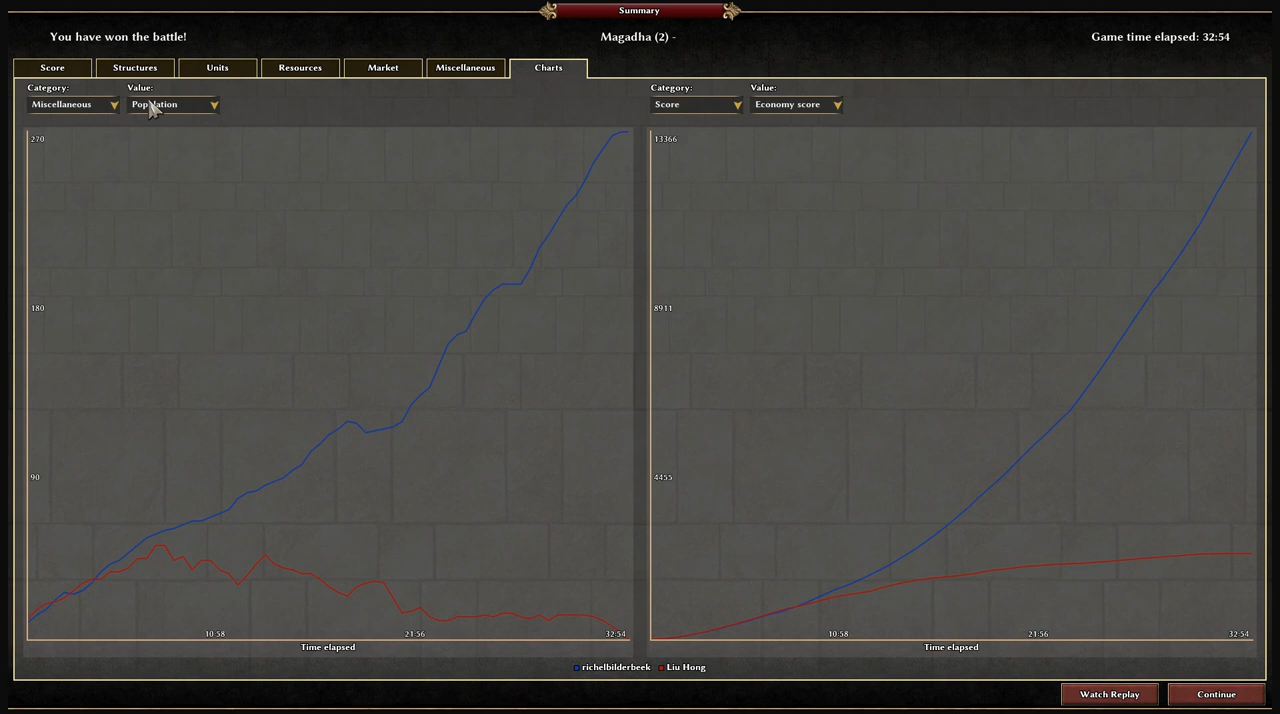 Summary
You have won the battle!
Magadha (2) -
Game time elapsed: 32:54
Score
Structures
Units
Resources
Market
Miscellaneous
Charts
Category:
Value:
Miscellaneous
Population
Category:
Value:
Score
Economy score
270
180
90
10:58
21:56
32:54
Time elapsed
13366
8911
4455
10:58
21:56
32:54
Time elapsed
richelbilderbeek
Liu Hong
Watch Replay
Continue